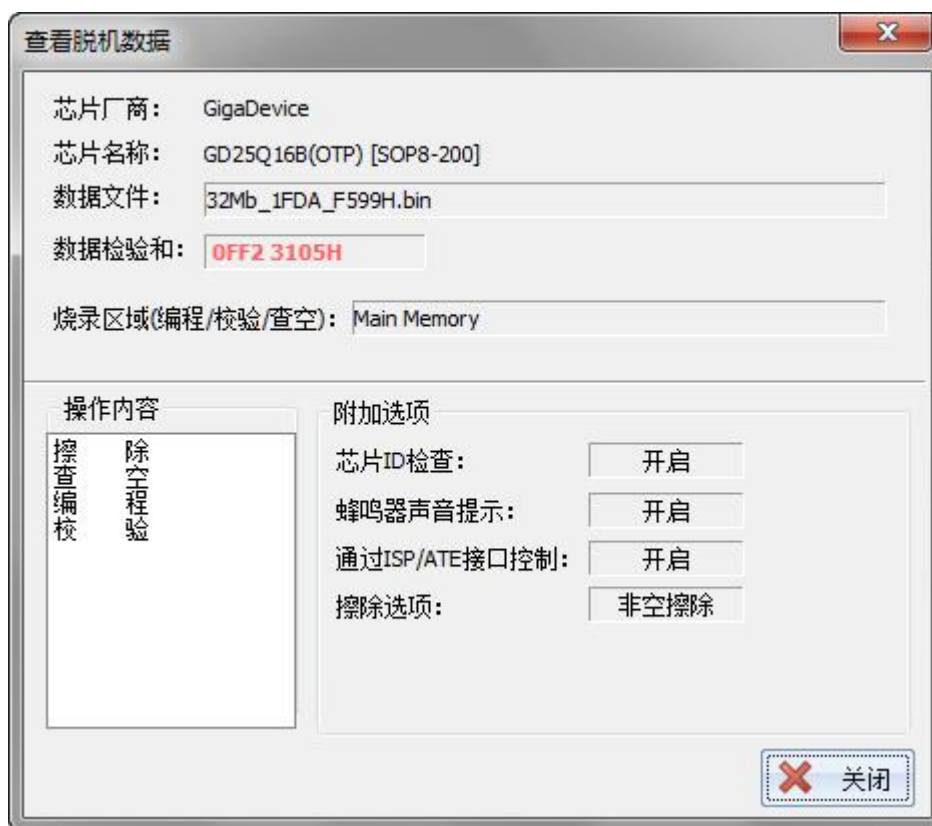 查看脱机数据
芯片厂商： GigaDevice
芯片名称： GD25Q16B(OTP) [SOP8-200]
数据文件： 32Mb_1FDA_F599H.bin
数据检验和： 0FF2 3105H
烧录区域(编程/校验/查空)： Main Memory
操作内容
擦 除
查 空
编 程
校 验
附加选项
芯片ID检查： 开启
蜂鸣器声音提示： 开启
通过ISP/ATE接口控制： 开启
擦除选项： 非空擦除
关闭